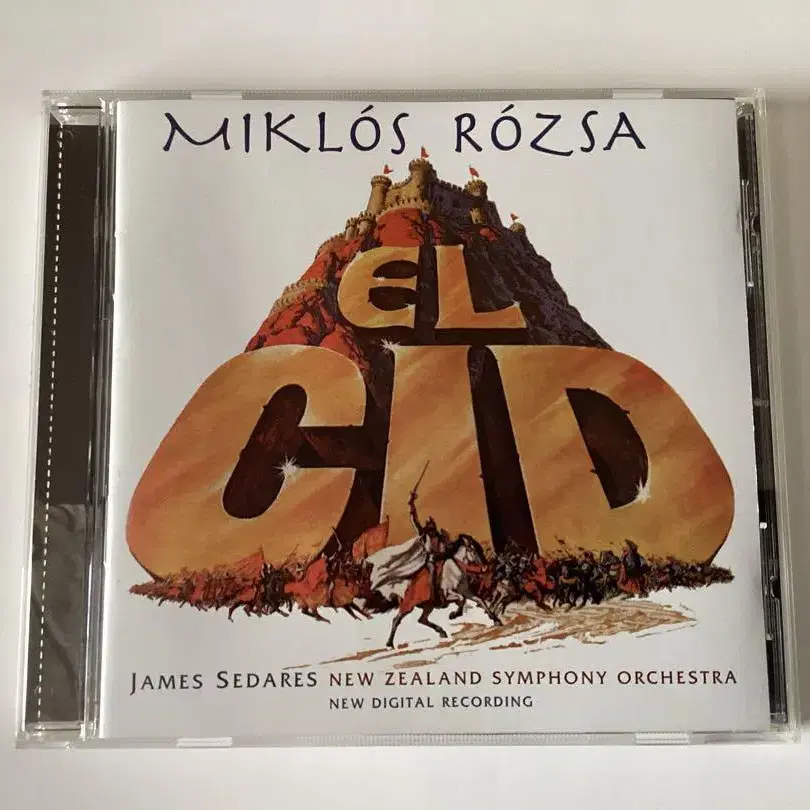 MIKLÓS RÓZSA
EL
CID
JAMES SEDARES NEW ZEALAND SYMPHONY ORCHESTRA
NEW DIGITAL RECORDING